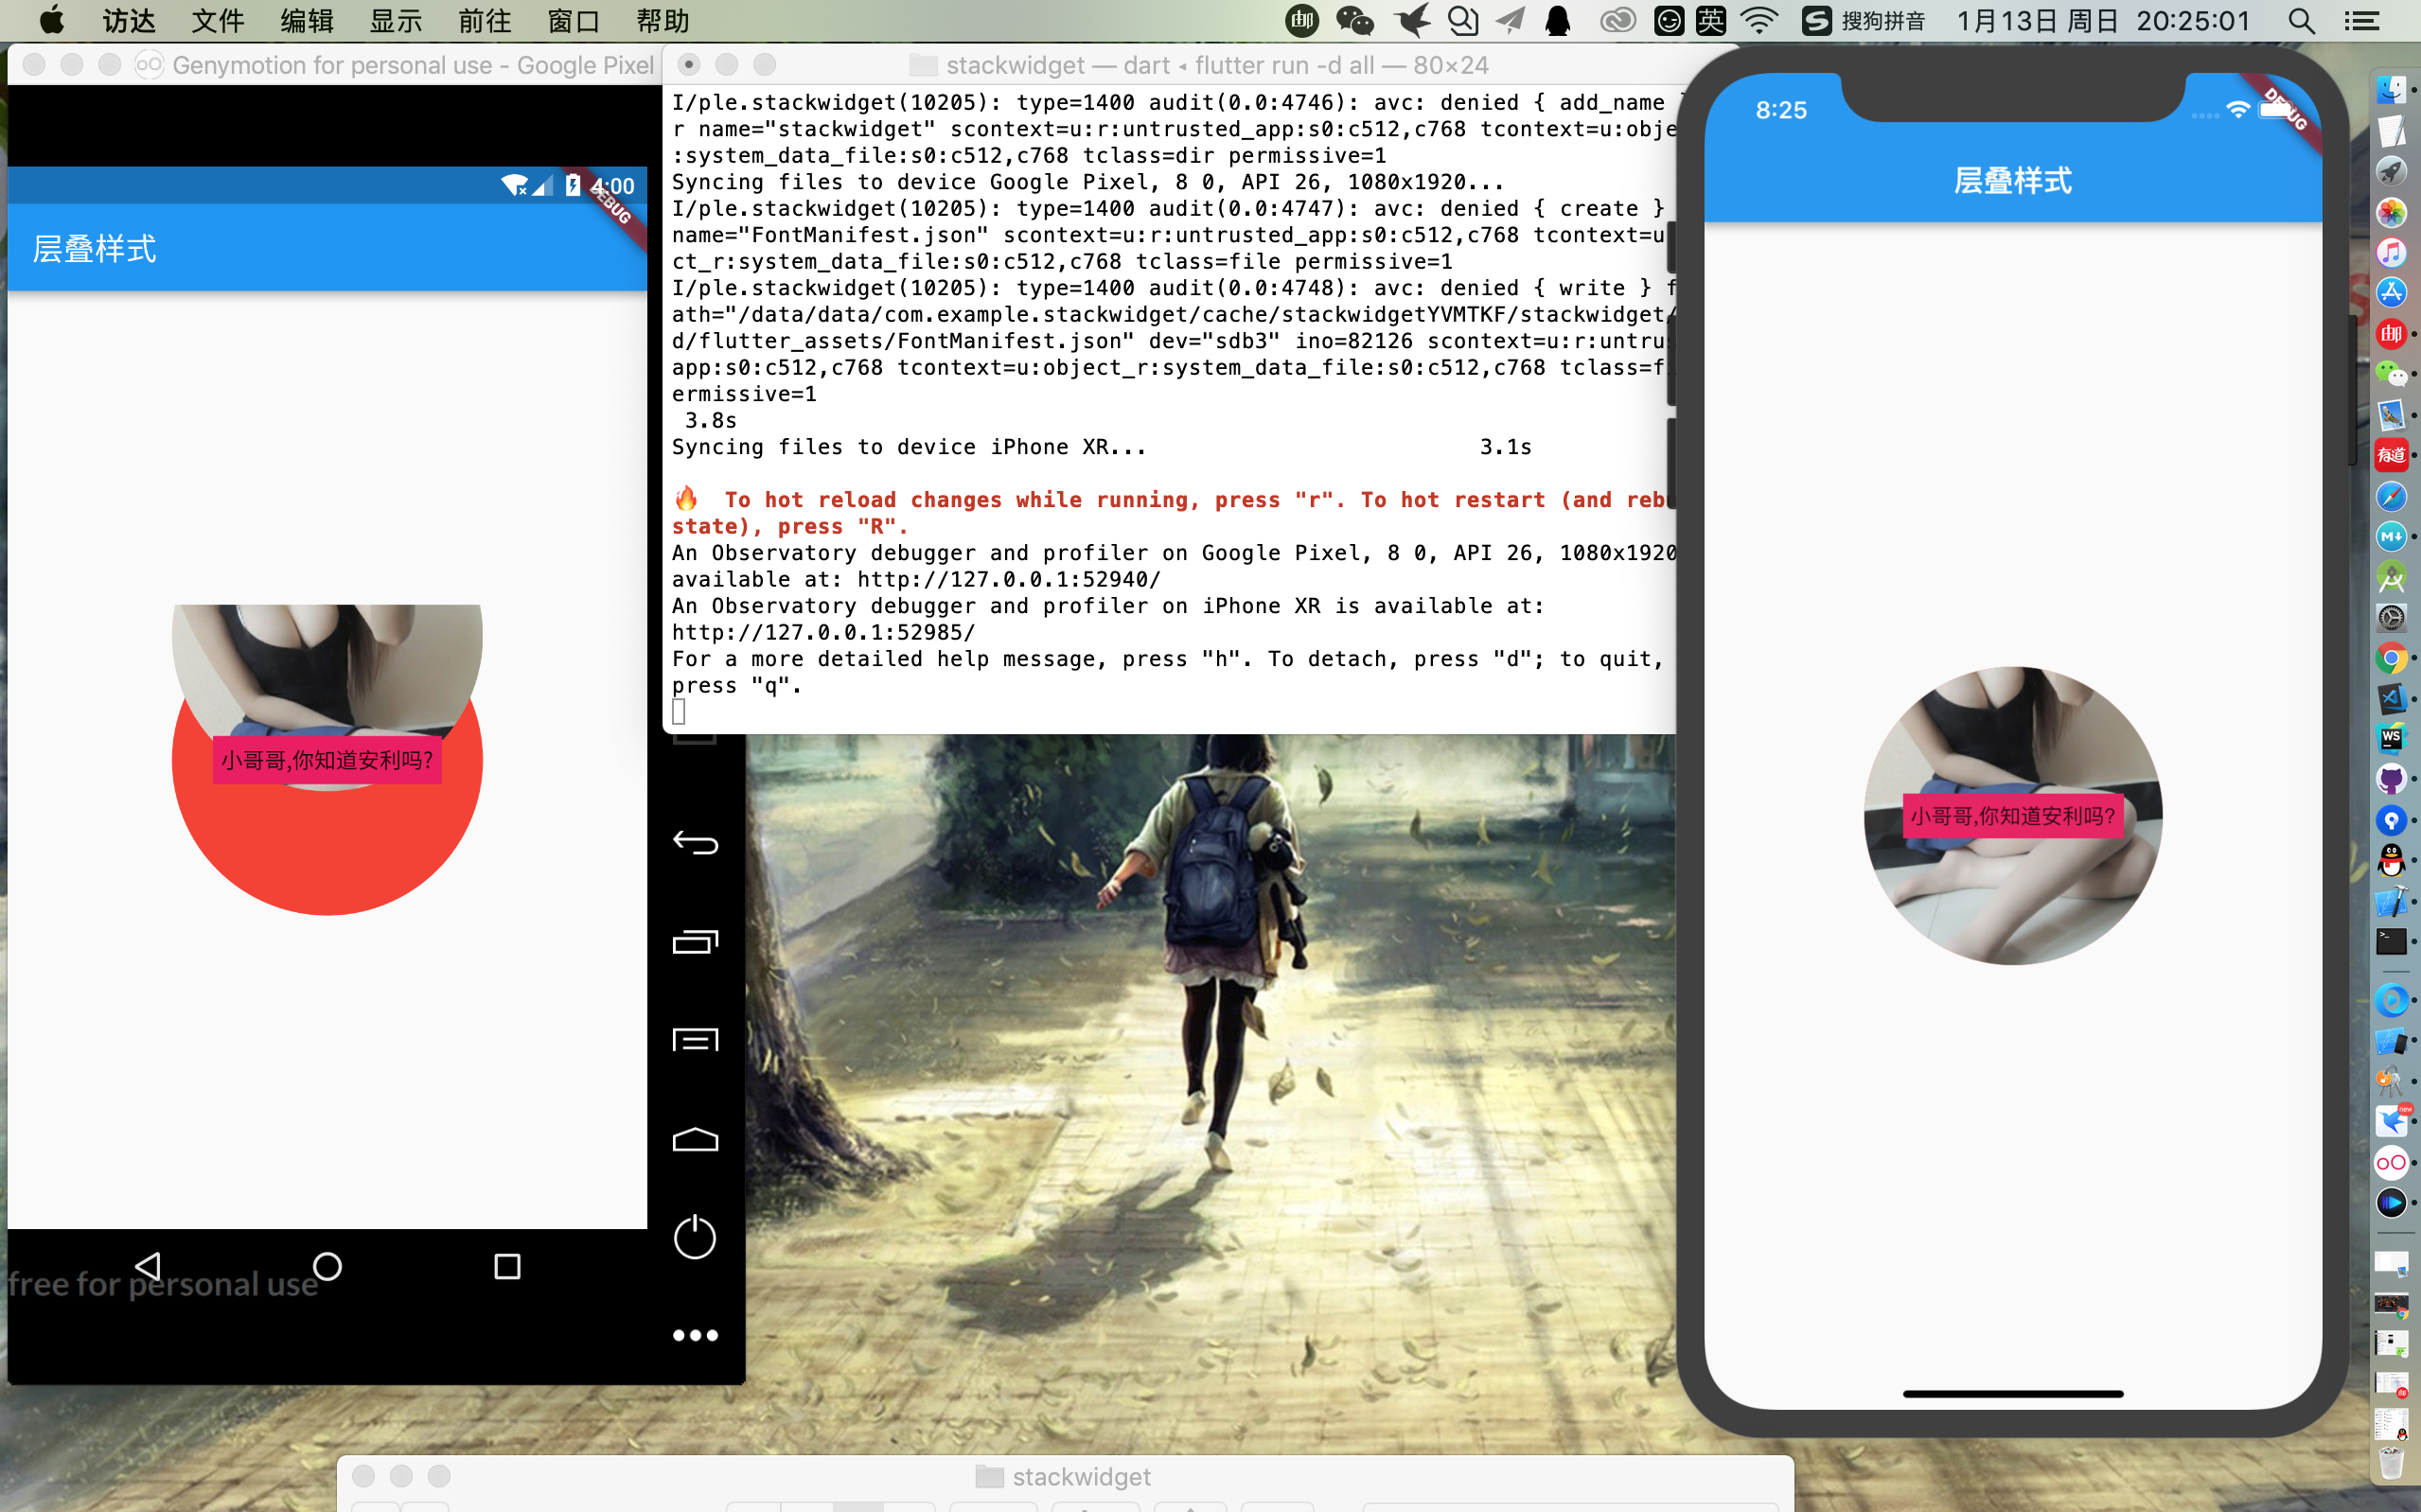 访达 文件 编辑 显示 前往 窗口 帮助
英 搜狗拼音 1月13日 周日 20:25:01
Genymotion for personal use - Google Pixel
4:00
DEBUG
层叠样式
小哥哥,你知道安利吗?
free for personal use
stackwidget — dart ◂ flutter run -d all — 80×24
I/ple.stackwidget(10205): type=1400 audit(0.0:4746): avc: denied { add_name
r name="stackwidget" scontext=u:r:untrusted_app:s0:c512,c768 tcontext=u:obje
:system_data_file:s0:c512,c768 tclass=dir permissive=1
Syncing files to device Google Pixel, 8 0, API 26, 1080x1920...
I/ple.stackwidget(10205): type=1400 audit(0.0:4747): avc: denied { create }
name="FontManifest.json" scontext=u:r:untrusted_app:s0:c512,c768 tcontext=u
ct_r:system_data_file:s0:c512,c768 tclass=file permissive=1
I/ple.stackwidget(10205): type=1400 audit(0.0:4748): avc: denied { write } f
ath="/data/data/com.example.stackwidget/cache/stackwidgetYVMTKF/stackwidget/
d/flutter_assets/FontManifest.json" dev="sdb3" ino=82126 scontext=u:r:untrus
app:s0:c512,c768 tcontext=u:object_r:system_data_file:s0:c512,c768 tclass=f
ermissive=1
3.8s
Syncing files to device iPhone XR... 3.1s
🔥 To hot reload changes while running, press "r". To hot restart (and rebu
state), press "R".
An Observatory debugger and profiler on Google Pixel, 8 0, API 26, 1080x1920
available at: http://127.0.0.1:52940/
An Observatory debugger and profiler on iPhone XR is available at:
http://127.0.0.1:52985/
For a more detailed help message, press "h". To detach, press "d"; to quit,
press "q".
8:25
DEBUG
层叠样式
小哥哥,你知道安利吗?
stackwidget
有道
M↓
WS
new